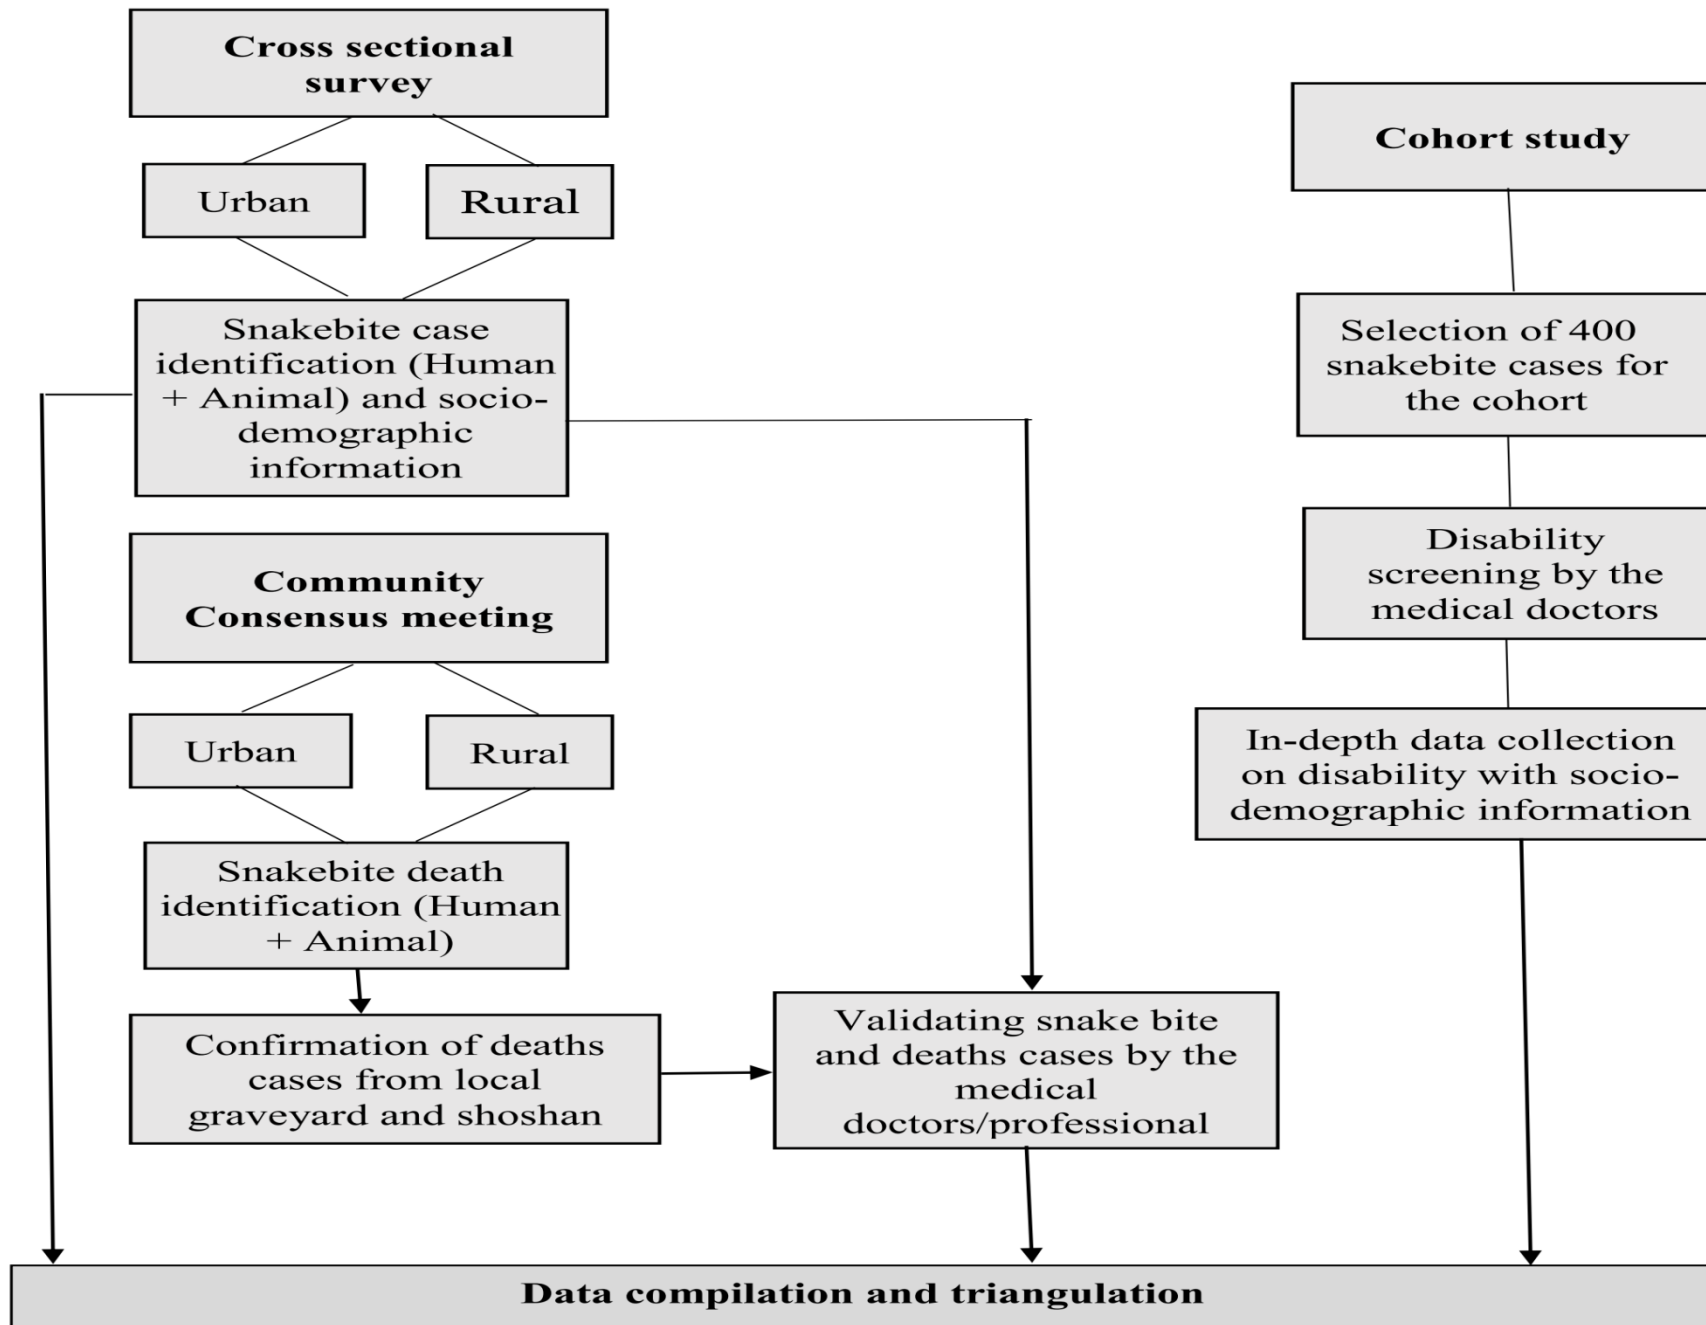 Cross sectional
survey
Urban
Rural
Snakebite case
identification (Human
+ Animal) and socio-
demographic
information
Community
Consensus meeting
Urban
Rural
Snakebite death
identification (Human
+ Animal)
Confirmation of deaths
cases from local
graveyard and shoshan
Validating snake bite
and deaths cases by the
medical
doctors/professional
Cohort study
Selection of 400
snakebite cases for
the cohort
Disability
screening by the
medical doctors
In-depth data collection
on disability with socio-
demographic information
Data compilation and triangulation